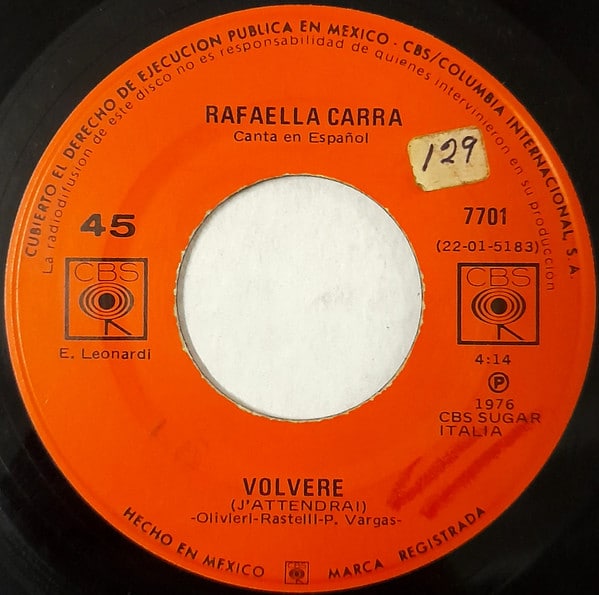 CUBIERTO EL DERECHO DE EJECUCION PUBLICA EN MEXICO - CBS/COLUMBIA INTERNACIONAL, S. A.
La radiodifusion de este disco no es responsabilidad de quienes intervinieron en su produccion
RAFAELLA CARRA
Canta en Español
129
45
7701
(22-01-5183)
CBS
CBS
E. Leonardi
4:14
℗
1976
CBS SUGAR
ITALIA
VOLVERE
(J'ATTENDRAI)
-Olivieri-Rastelli-P. Vargas-
HECHO EN MEXICO
MARCA REGISTRADA